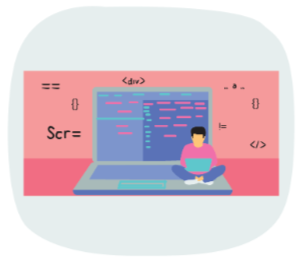 ==
<div>
_ a _
{}
{}
Scr=
!=
</>